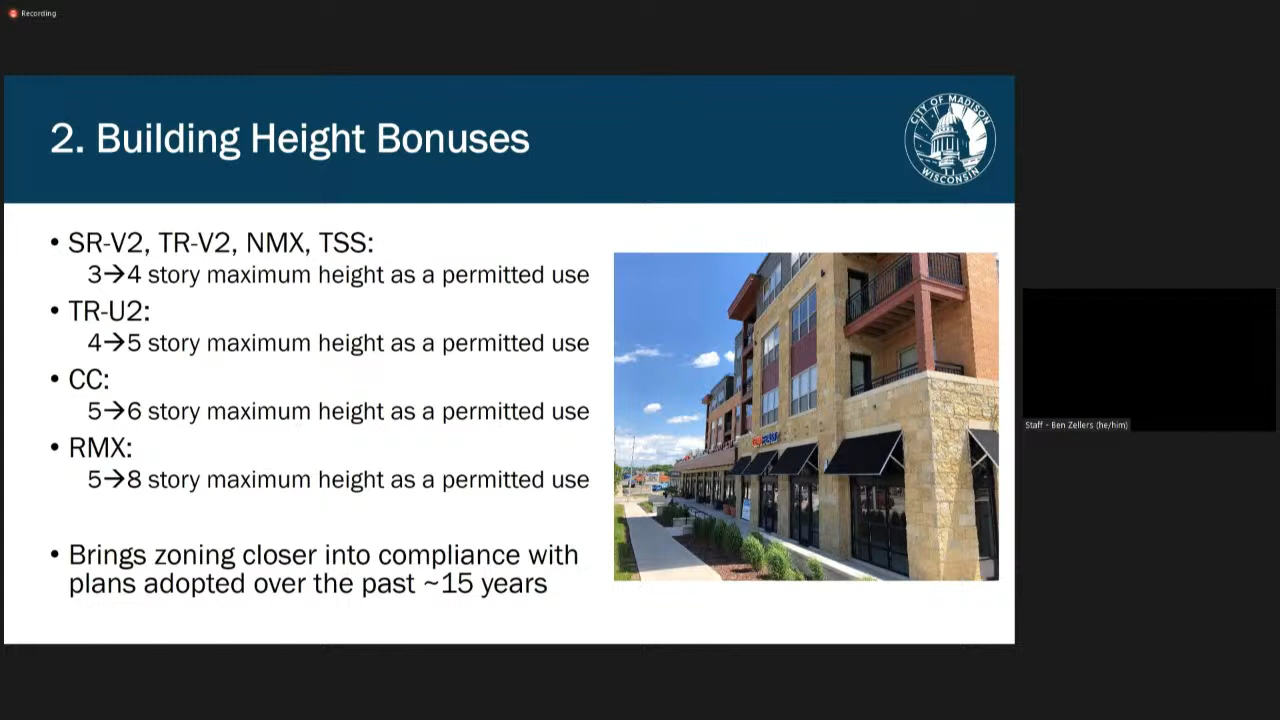 Recording
2. Building Height Bonuses
CITY OF MADISON
WISCONSIN
• SR-V2, TR-V2, NMX, TSS:
3→4 story maximum height as a permitted use
• TR-U2:
4→5 story maximum height as a permitted use
• CC:
5→6 story maximum height as a permitted use
• RMX:
5→8 story maximum height as a permitted use
• Brings zoning closer into compliance with
plans adopted over the past ~15 years
Staff - Ben Zellers (he/him)